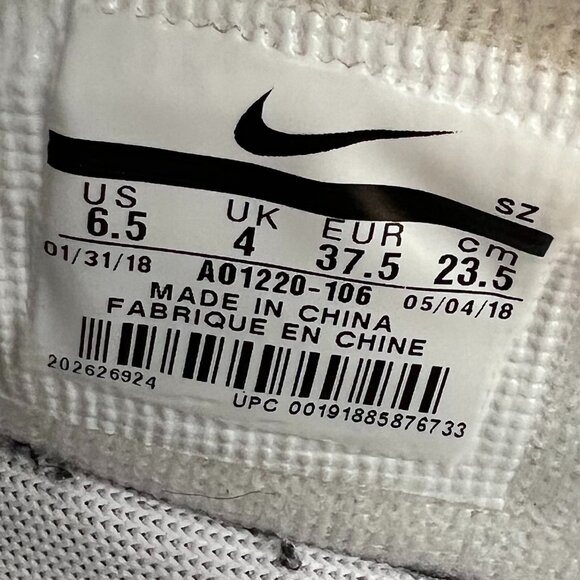 SZ
US UK EUR cm
6.5 4 37.5 23.5
01/31/18 AO1220-106 05/04/18
MADE IN CHINA
FABRIQUE EN CHINE
202626924 UPC 00191885876733